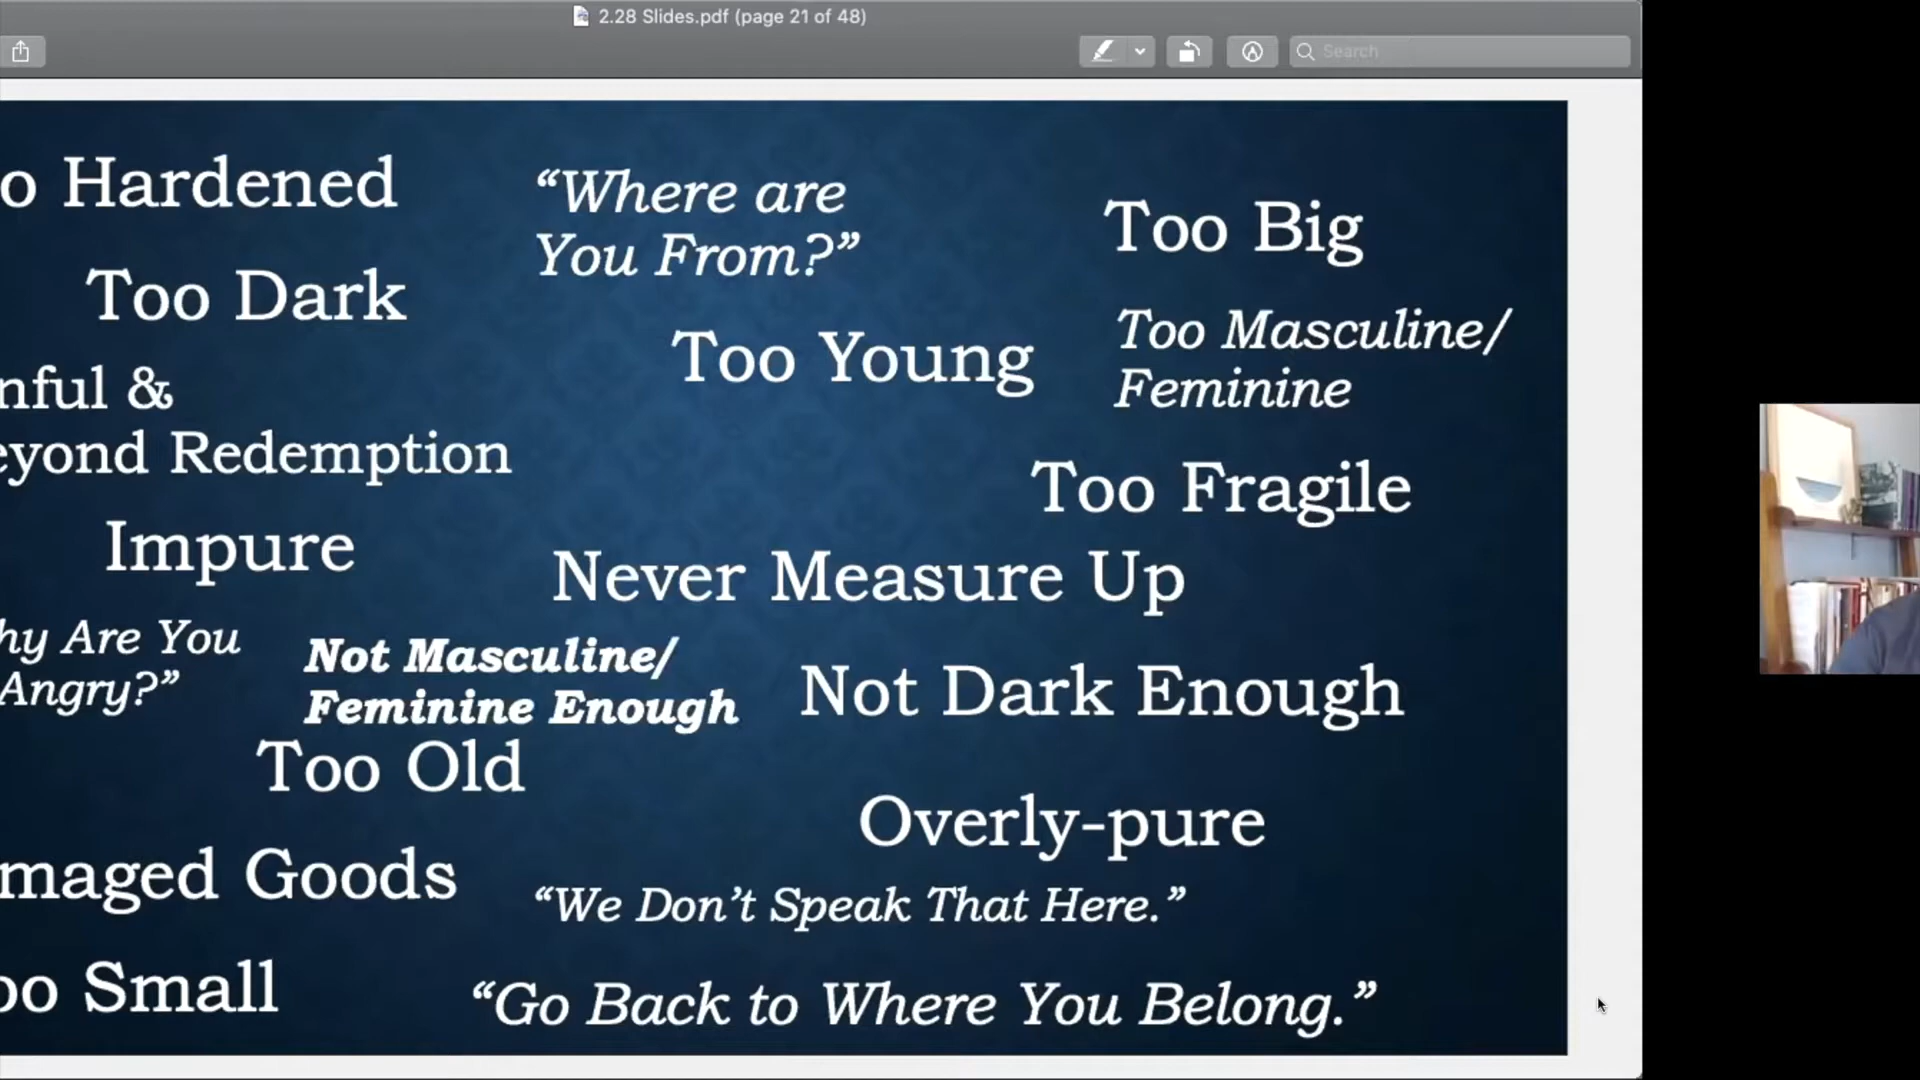 2.28 Slides.pdf (page 21 of 48)
Search
o Hardened
"Where are
You From?"
Too Big
Too Dark
Too Young
Too Masculine/
Feminine
nful &
eyond Redemption
Too Fragile
Impure
Never Measure Up
hy Are You
Angry?"
Not Masculine/
Feminine Enough
Not Dark Enough
Too Old
Overly-pure
maged Goods
"We Don't Speak That Here."
oo Small
"Go Back to Where You Belong."